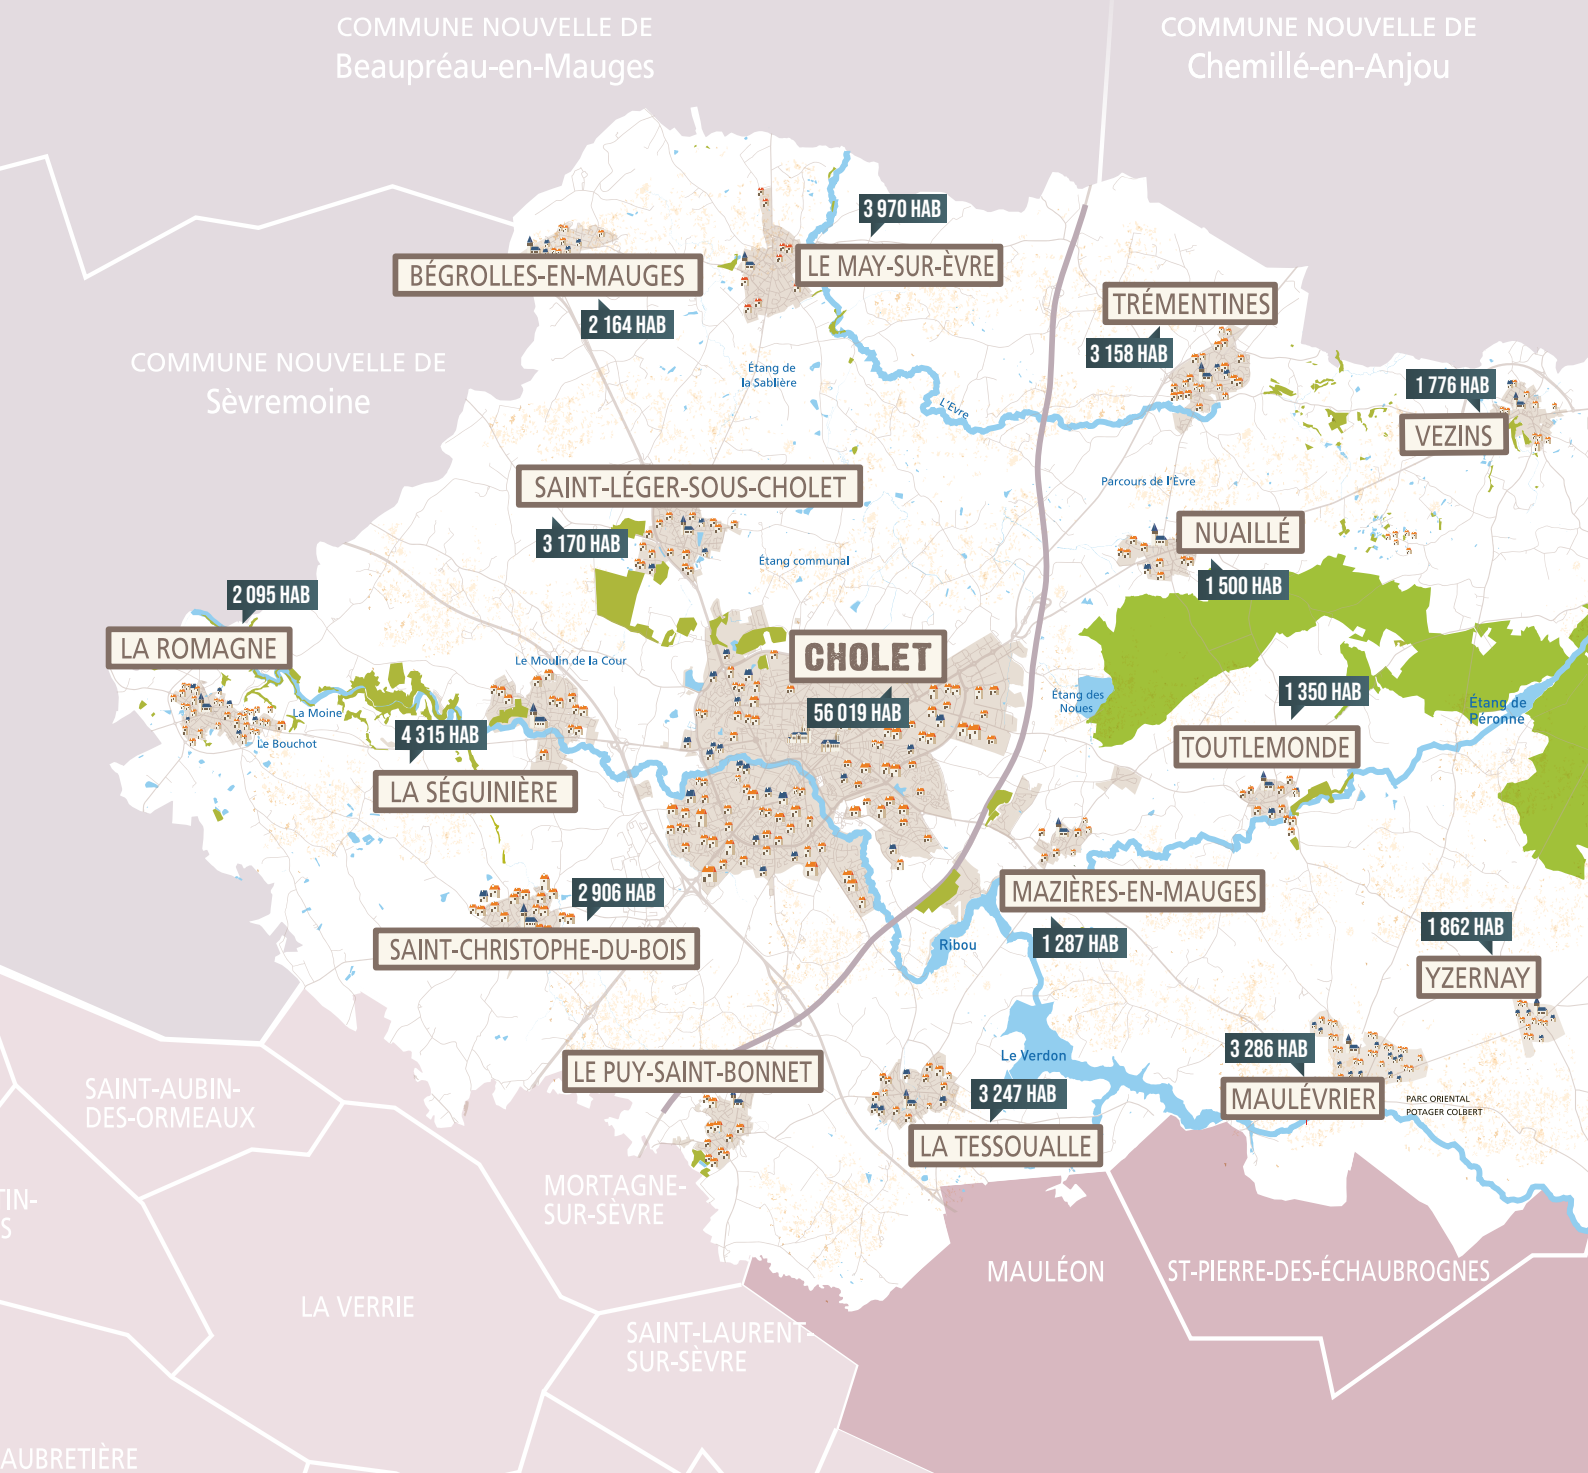 COMMUNE NOUVELLE DE
Beaupréau-en-Mauges
COMMUNE NOUVELLE DE
Chemillé-en-Anjou
3 970 HAB
LE MAY-SUR-ÈVRE
BÉGROLLES-EN-MAUGES
2 164 HAB
TRÉMENTINES
3 158 HAB
COMMUNE NOUVELLE DE
Sèvremoine
Étang de
la Sablière
L'Èvre
1 776 HAB
VEZINS
SAINT-LÉGER-SOUS-CHOLET
3 170 HAB
Parcours de l'Èvre
NUAILLÉ
1 500 HAB
Étang communal
2 095 HAB
LA ROMAGNE
Le Moulin de la Cour
CHOLET
56 019 HAB
Étang des
Noues
1 350 HAB
Étang de
Péronne
La Moine
Le Bouchot
4 315 HAB
LA SÉGUINIÈRE
TOUTLEMONDE
2 906 HAB
SAINT-CHRISTOPHE-DU-BOIS
MAZIÈRES-EN-MAUGES
1 287 HAB
Ribou
1 862 HAB
YZERNAY
LE PUY-SAINT-BONNET
Le Verdon
3 247 HAB
LA TESSOUALLE
3 286 HAB
MAULÉVRIER
PARC ORIENTAL
POTAGER COLBERT
SAINT-AUBIN-
DES-ORMEAUX
TIN-
S
MORTAGNE-
SUR-SÈVRE
MAULÉON
ST-PIERRE-DES-ÉCHAUBROGNES
LA VERRIE
SAINT-LAURENT-
SUR-SÈVRE
AUBRETIÈRE